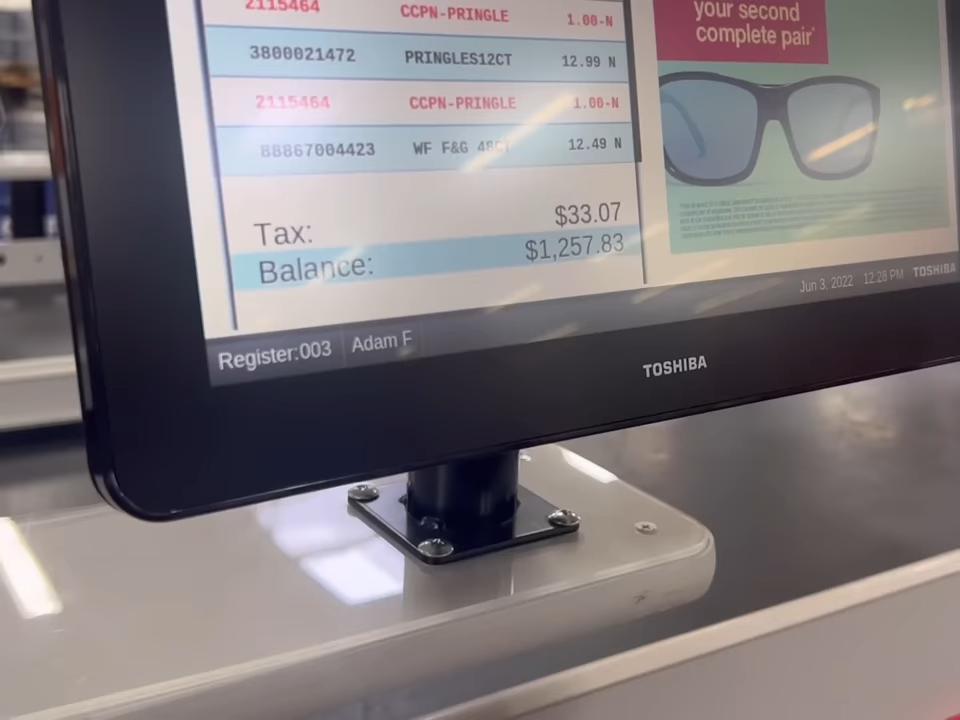 2115464 CCPN-PRINGLE 1.00-N
3800021472 PRINGLES12CT 12.99 N
2115464 CCPN-PRINGLE 1.00-N
88867004423 WF F&G 48CT 12.49 N
Tax: $33.07
Balance: $1,257.83
your second
complete pair*
Jun 3, 2022 12:28 PM TOSHIBA
Register:003 Adam F
TOSHIBA